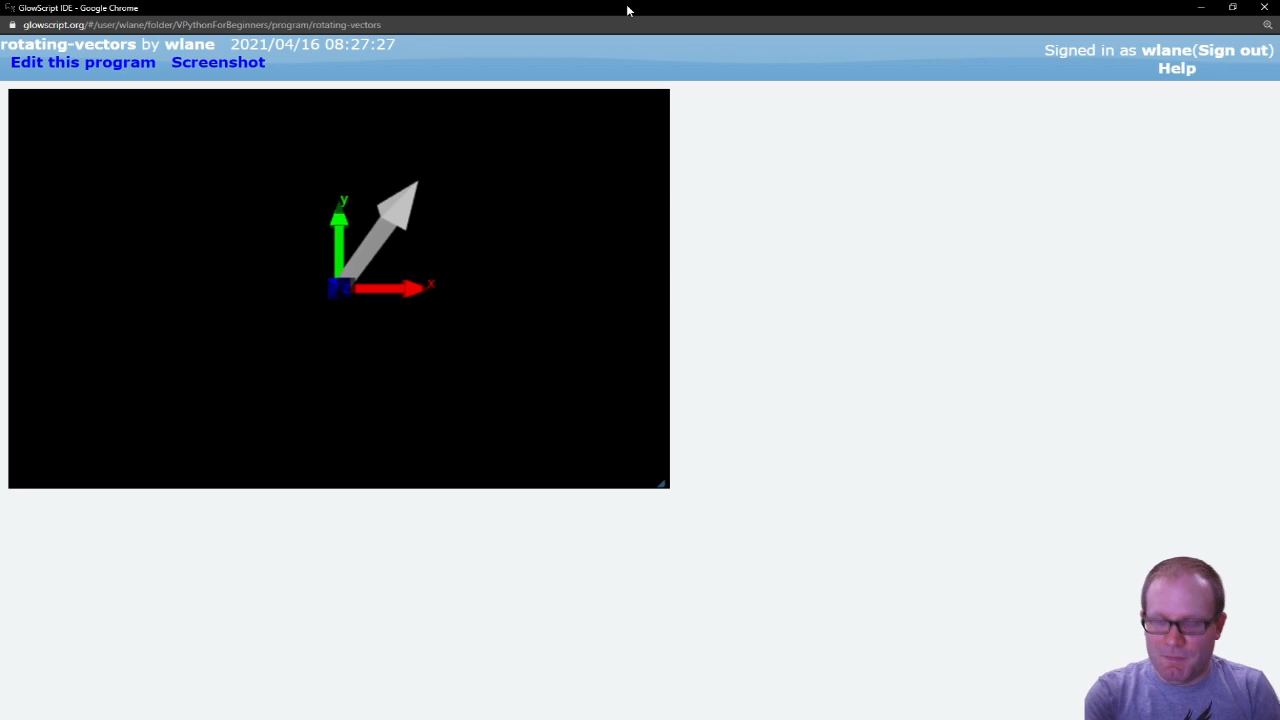 GlowScript IDE - Google Chrome
glowscript.org/#/user/wlane/folder/VPythonForBeginners/program/rotating-vectors
rotating-vectors by wlane 2021/04/16 08:27:27
Signed in as wlane(Sign out)
Edit this program Screenshot
Help
y
x